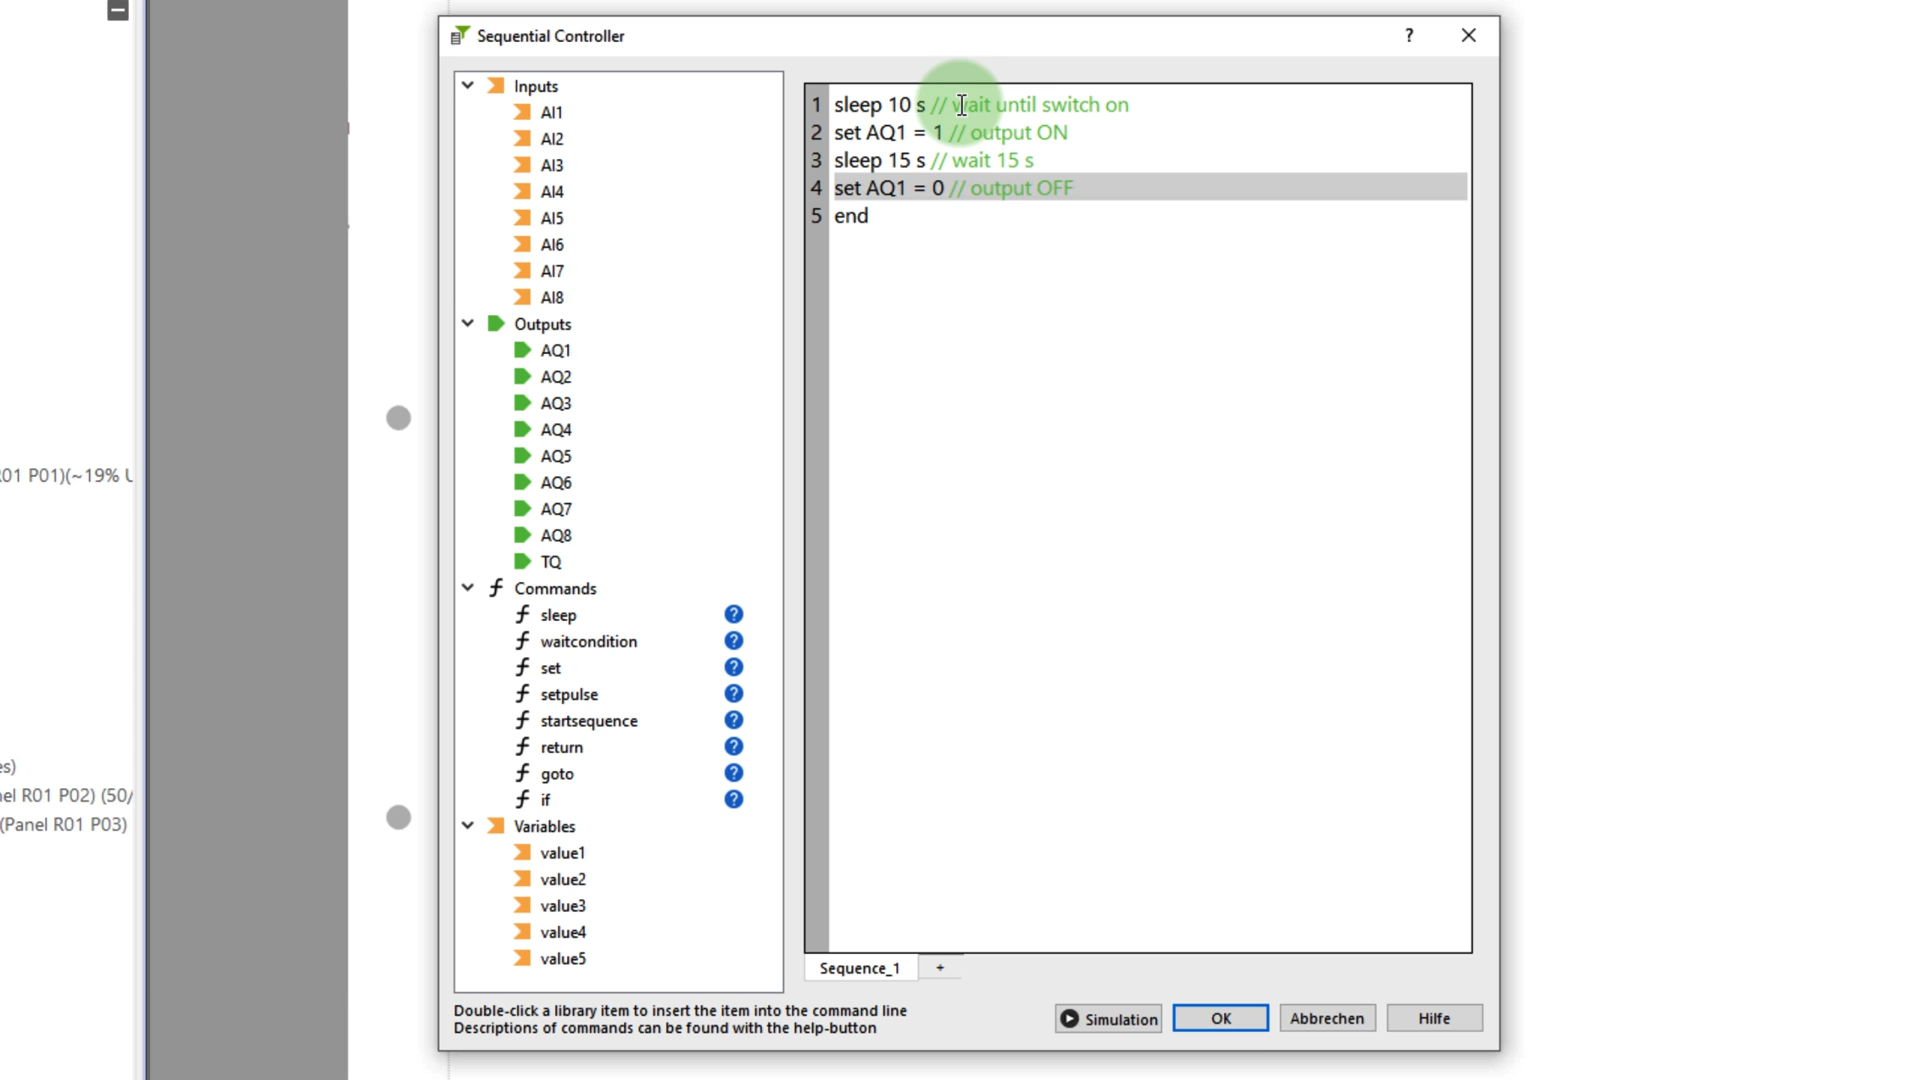 Sequential Controller
?
Inputs
AI1
AI2
AI3
AI4
AI5
AI6
AI7
AI8
Outputs
AQ1
AQ2
AQ3
AQ4
AQ5
AQ6
AQ7
AQ8
TQ
Commands
sleep
waitcondition
set
setpulse
startsequence
return
goto
if
Variables
value1
value2
value3
value4
value5
1 sleep 10 s // wait until switch on
2 set AQ1 = 1 // output ON
3 sleep 15 s // wait 15 s
4 set AQ1 = 0 // output OFF
5 end
Sequence_1 +
Double-click a library item to insert the item into the command line
Descriptions of commands can be found with the help-button
Simulation
OK
Abbrechen
Hilfe
01 P01)(~19%
es)
el R01 P02) (50/
(Panel R01 P03)